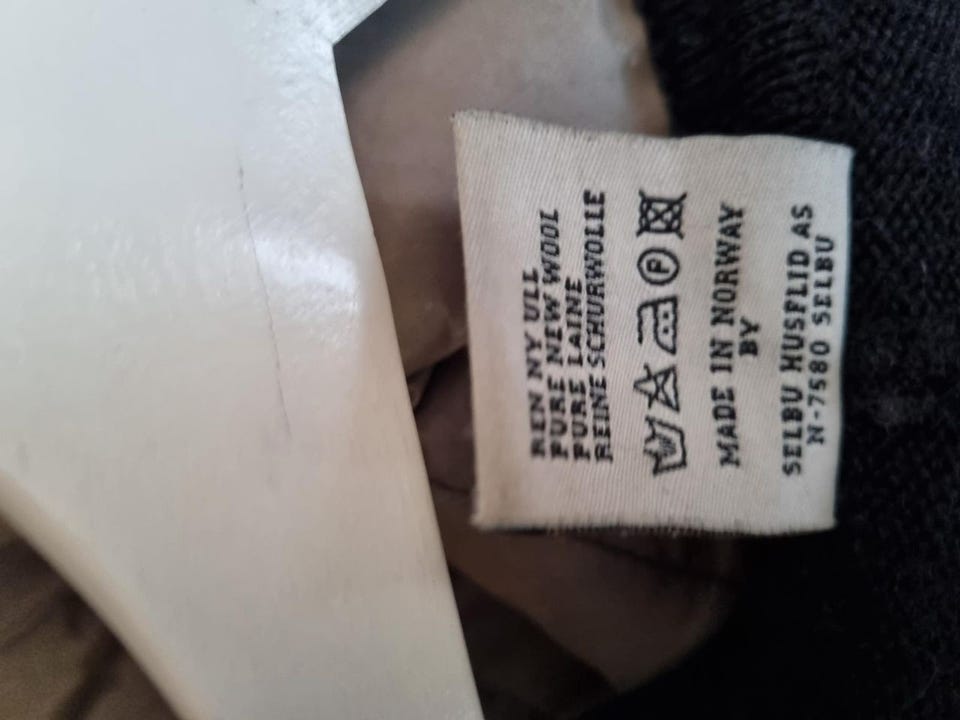 REN NY ULL
PURE NEW WOOL
PURE LAINE
REINE SCHURWOLLE
P
MADE IN NORWAY
BY
SELBU HUSFLID AS
N-7580 SELBU